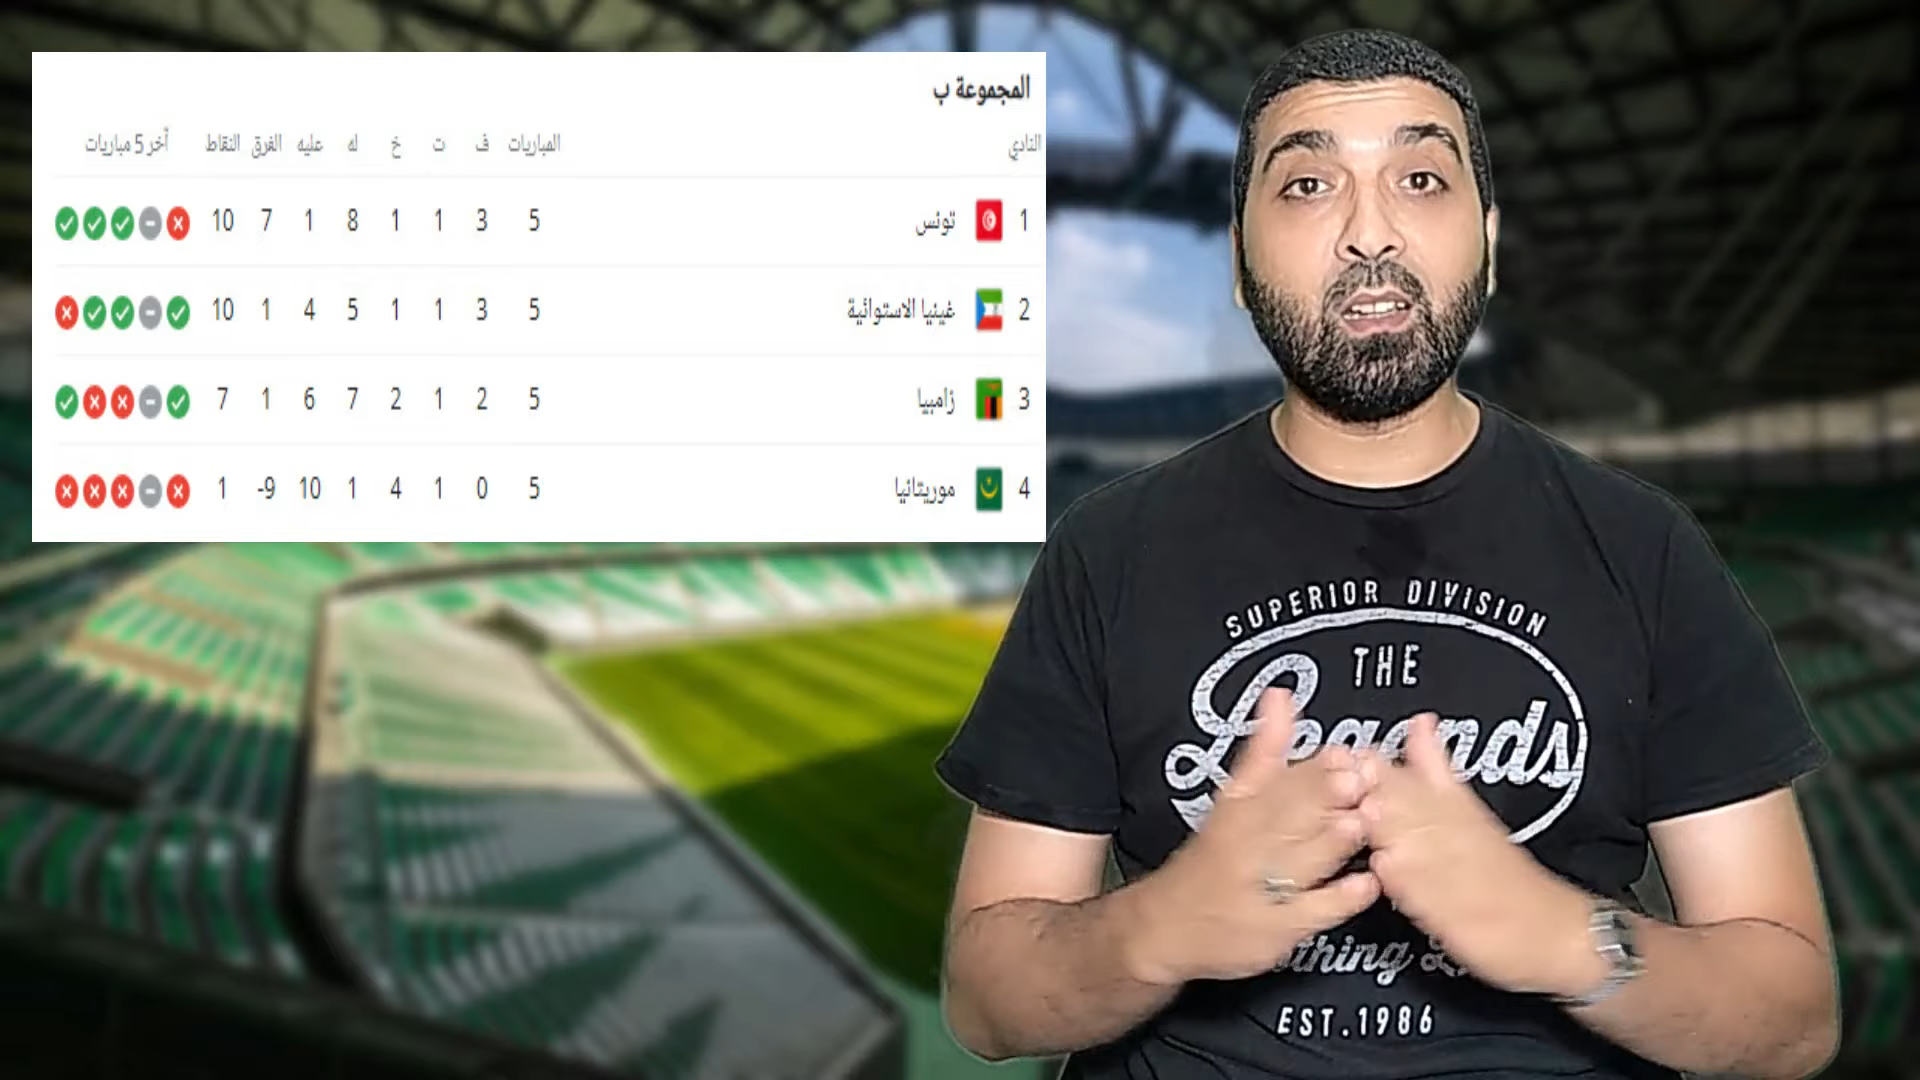 المجموعة ب
النادي المباريات ف ت خ له عليه الفرق النقاط آخر 5 مباريات
1 تونس 5 3 1 1 8 1 7 10
2 غينيا الاستوائية 5 3 1 1 5 4 1 10
3 زامبيا 5 2 1 2 7 6 1 7
4 موريتانيا 5 0 1 4 1 10 -9 1
SUPERIOR DIVISION
THE
Legends
EST.1986